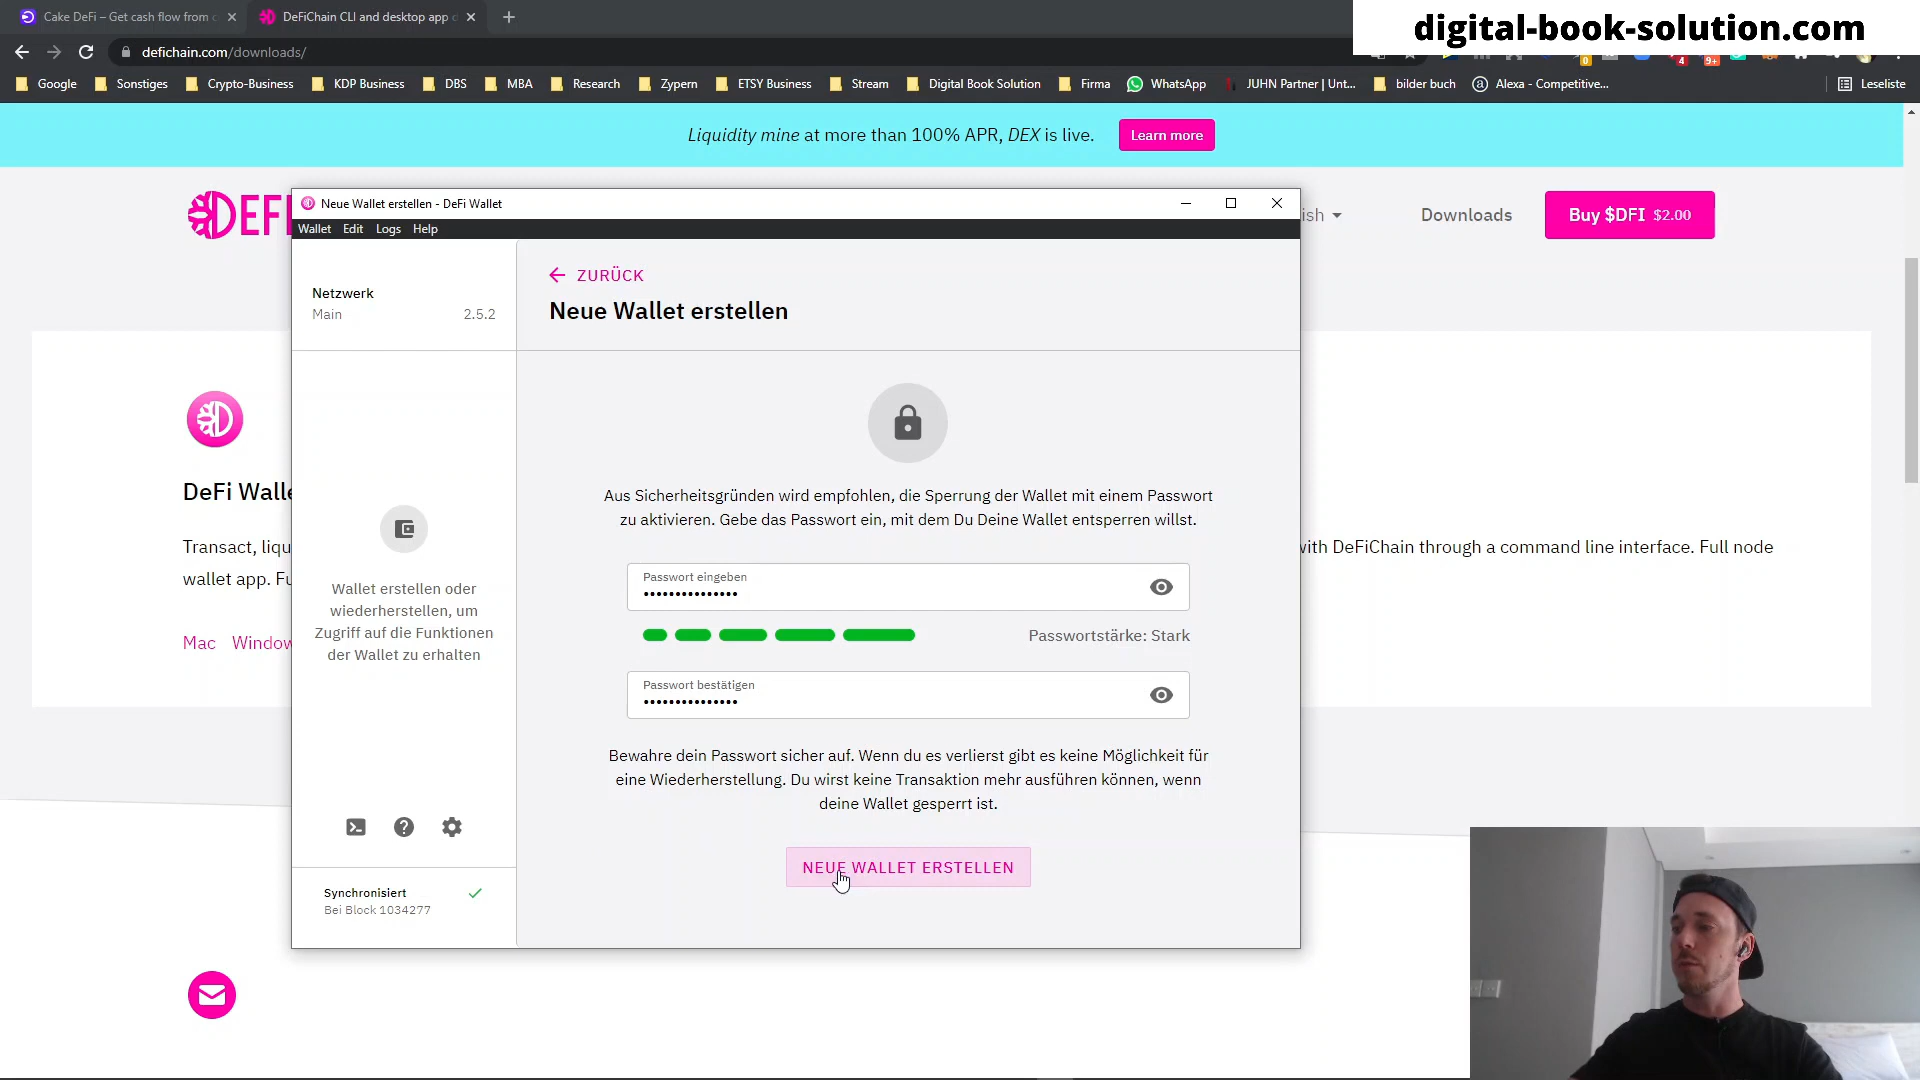 Cake DeFi – Get cash flow from
DeFiChain CLI and desktop app
digital-book-solution.com
defichain.com/downloads/
Google
Sonstiges
Crypto-Business
KDP Business
DBS
MBA
Research
Zypern
ETSY Business
Stream
Digital Book Solution
Firma
WhatsApp
JUHN Partner | Unt...
bilder buch
Alexa - Competitive...
Leseliste
Liquidity mine at more than 100% APR, DEX is live.
Learn more
DEFI
ish
Downloads
Buy $DFI $2.00
Neue Wallet erstellen - DeFi Wallet
Wallet Edit Logs Help
Netzwerk
Main 2.5.2
ZURÜCK
Neue Wallet erstellen
Aus Sicherheitsgründen wird empfohlen, die Sperrung der Wallet mit einem Passwort
zu aktivieren. Gebe das Passwort ein, mit dem Du Deine Wallet entsperren willst.
Passwort eingeben
•••••••••••••••
Passwortstärke: Stark
Passwort bestätigen
•••••••••••••••
Bewahre dein Passwort sicher auf. Wenn du es verlierst gibt es keine Möglichkeit für
eine Wiederherstellung. Du wirst keine Transaktion mehr ausführen können, wenn
deine Wallet gesperrt ist.
NEUE WALLET ERSTELLEN
Wallet erstellen oder
wiederherstellen, um
Zugriff auf die Funktionen
der Wallet zu erhalten
Synchronisiert
Bei Block 1034277
DeFi Walle
Transact, liqu
wallet app. Fu
Mac Window
with DeFiChain through a command line interface. Full node
0
4
9+